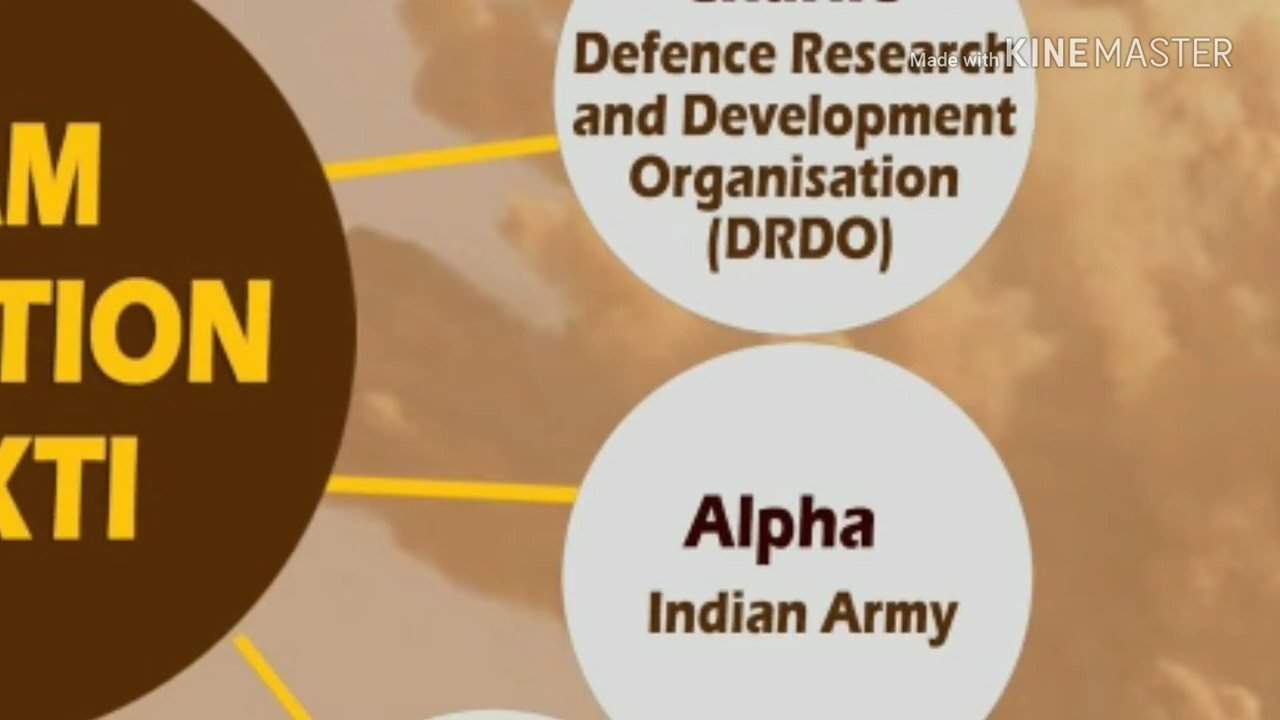 AM
TION
KTI
Defence Research
and Development
Organisation
(DRDO)
Made with KINEMASTER
Alpha
Indian Army